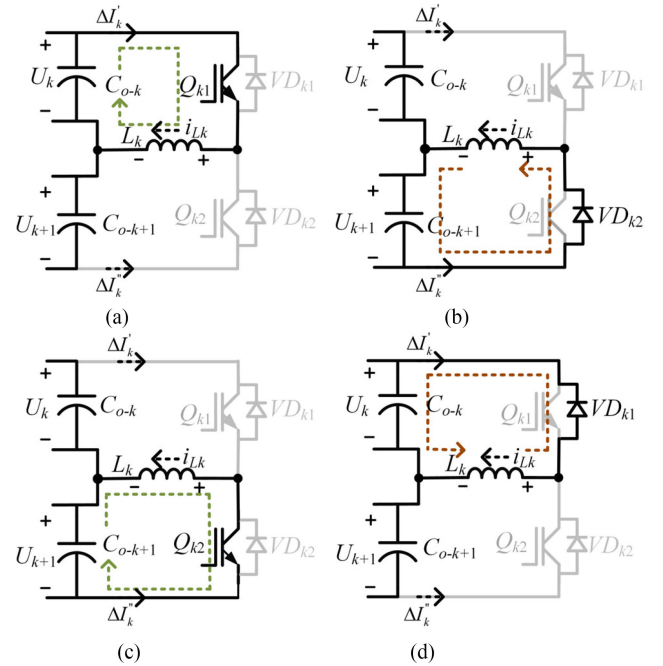 ΔI'k
ΔI'k
+
+
Uk
Co-k
Qk1
VDk1
Uk
Co-k
Qk1
VDk1
−
−
Lk
iLk
Lk
iLk
−
+
−
+
+
+
Uk+1
Co-k+1
Qk2
VDk2
Uk+1
Co-k+1
Qk2
VDk2
−
−
ΔI''k
ΔI''k
(a)
(b)
ΔI'k
ΔI'k
+
+
Uk
Co-k
Qk1
VDk1
Uk
Co-k
Qk1
VDk1
−
−
Lk
iLk
Lk
iLk
−
+
−
+
+
+
Uk+1
Co-k+1
Qk2
VDk2
Uk+1
Co-k+1
Qk2
VDk2
−
−
ΔI''k
ΔI''k
(c)
(d)